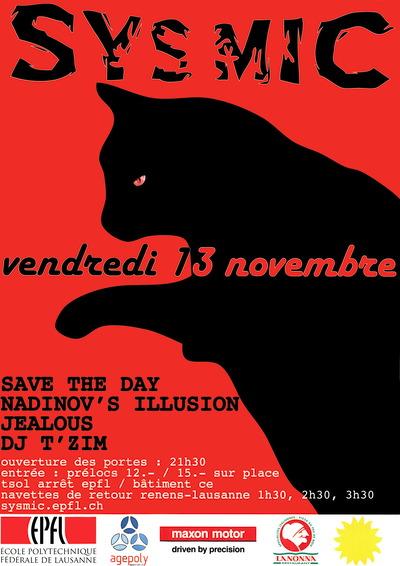 SYSMIC
vendredi 13 novembre
SAVE THE DAY
NADINOV'S ILLUSION
JEALOUS
DJ T'ZIM
ouverture des portes : 21h30
entrée : prélocs 12.- / 15.- sur place
tsol arrêt epfl / bâtiment ce
navettes de retour renens-lausanne 1h30, 2h30, 3h30
sysmic.epfl.ch
EPFL
ÉCOLE POLYTECHNIQUE
FÉDÉRALE DE LAUSANNE
agepoly
maxon motor
driven by precision
LA NONNA
RESTAURANT